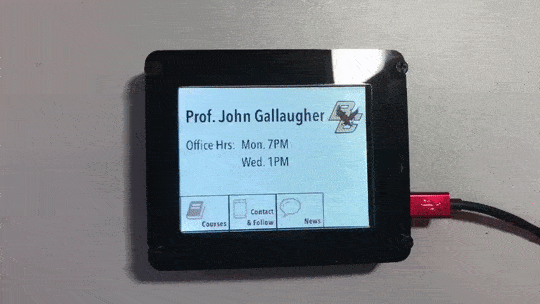 Prof. John Gallaugher
Office Hrs: Mon. 7PM
Wed. 1PM
Courses
Contact
& Follow
News